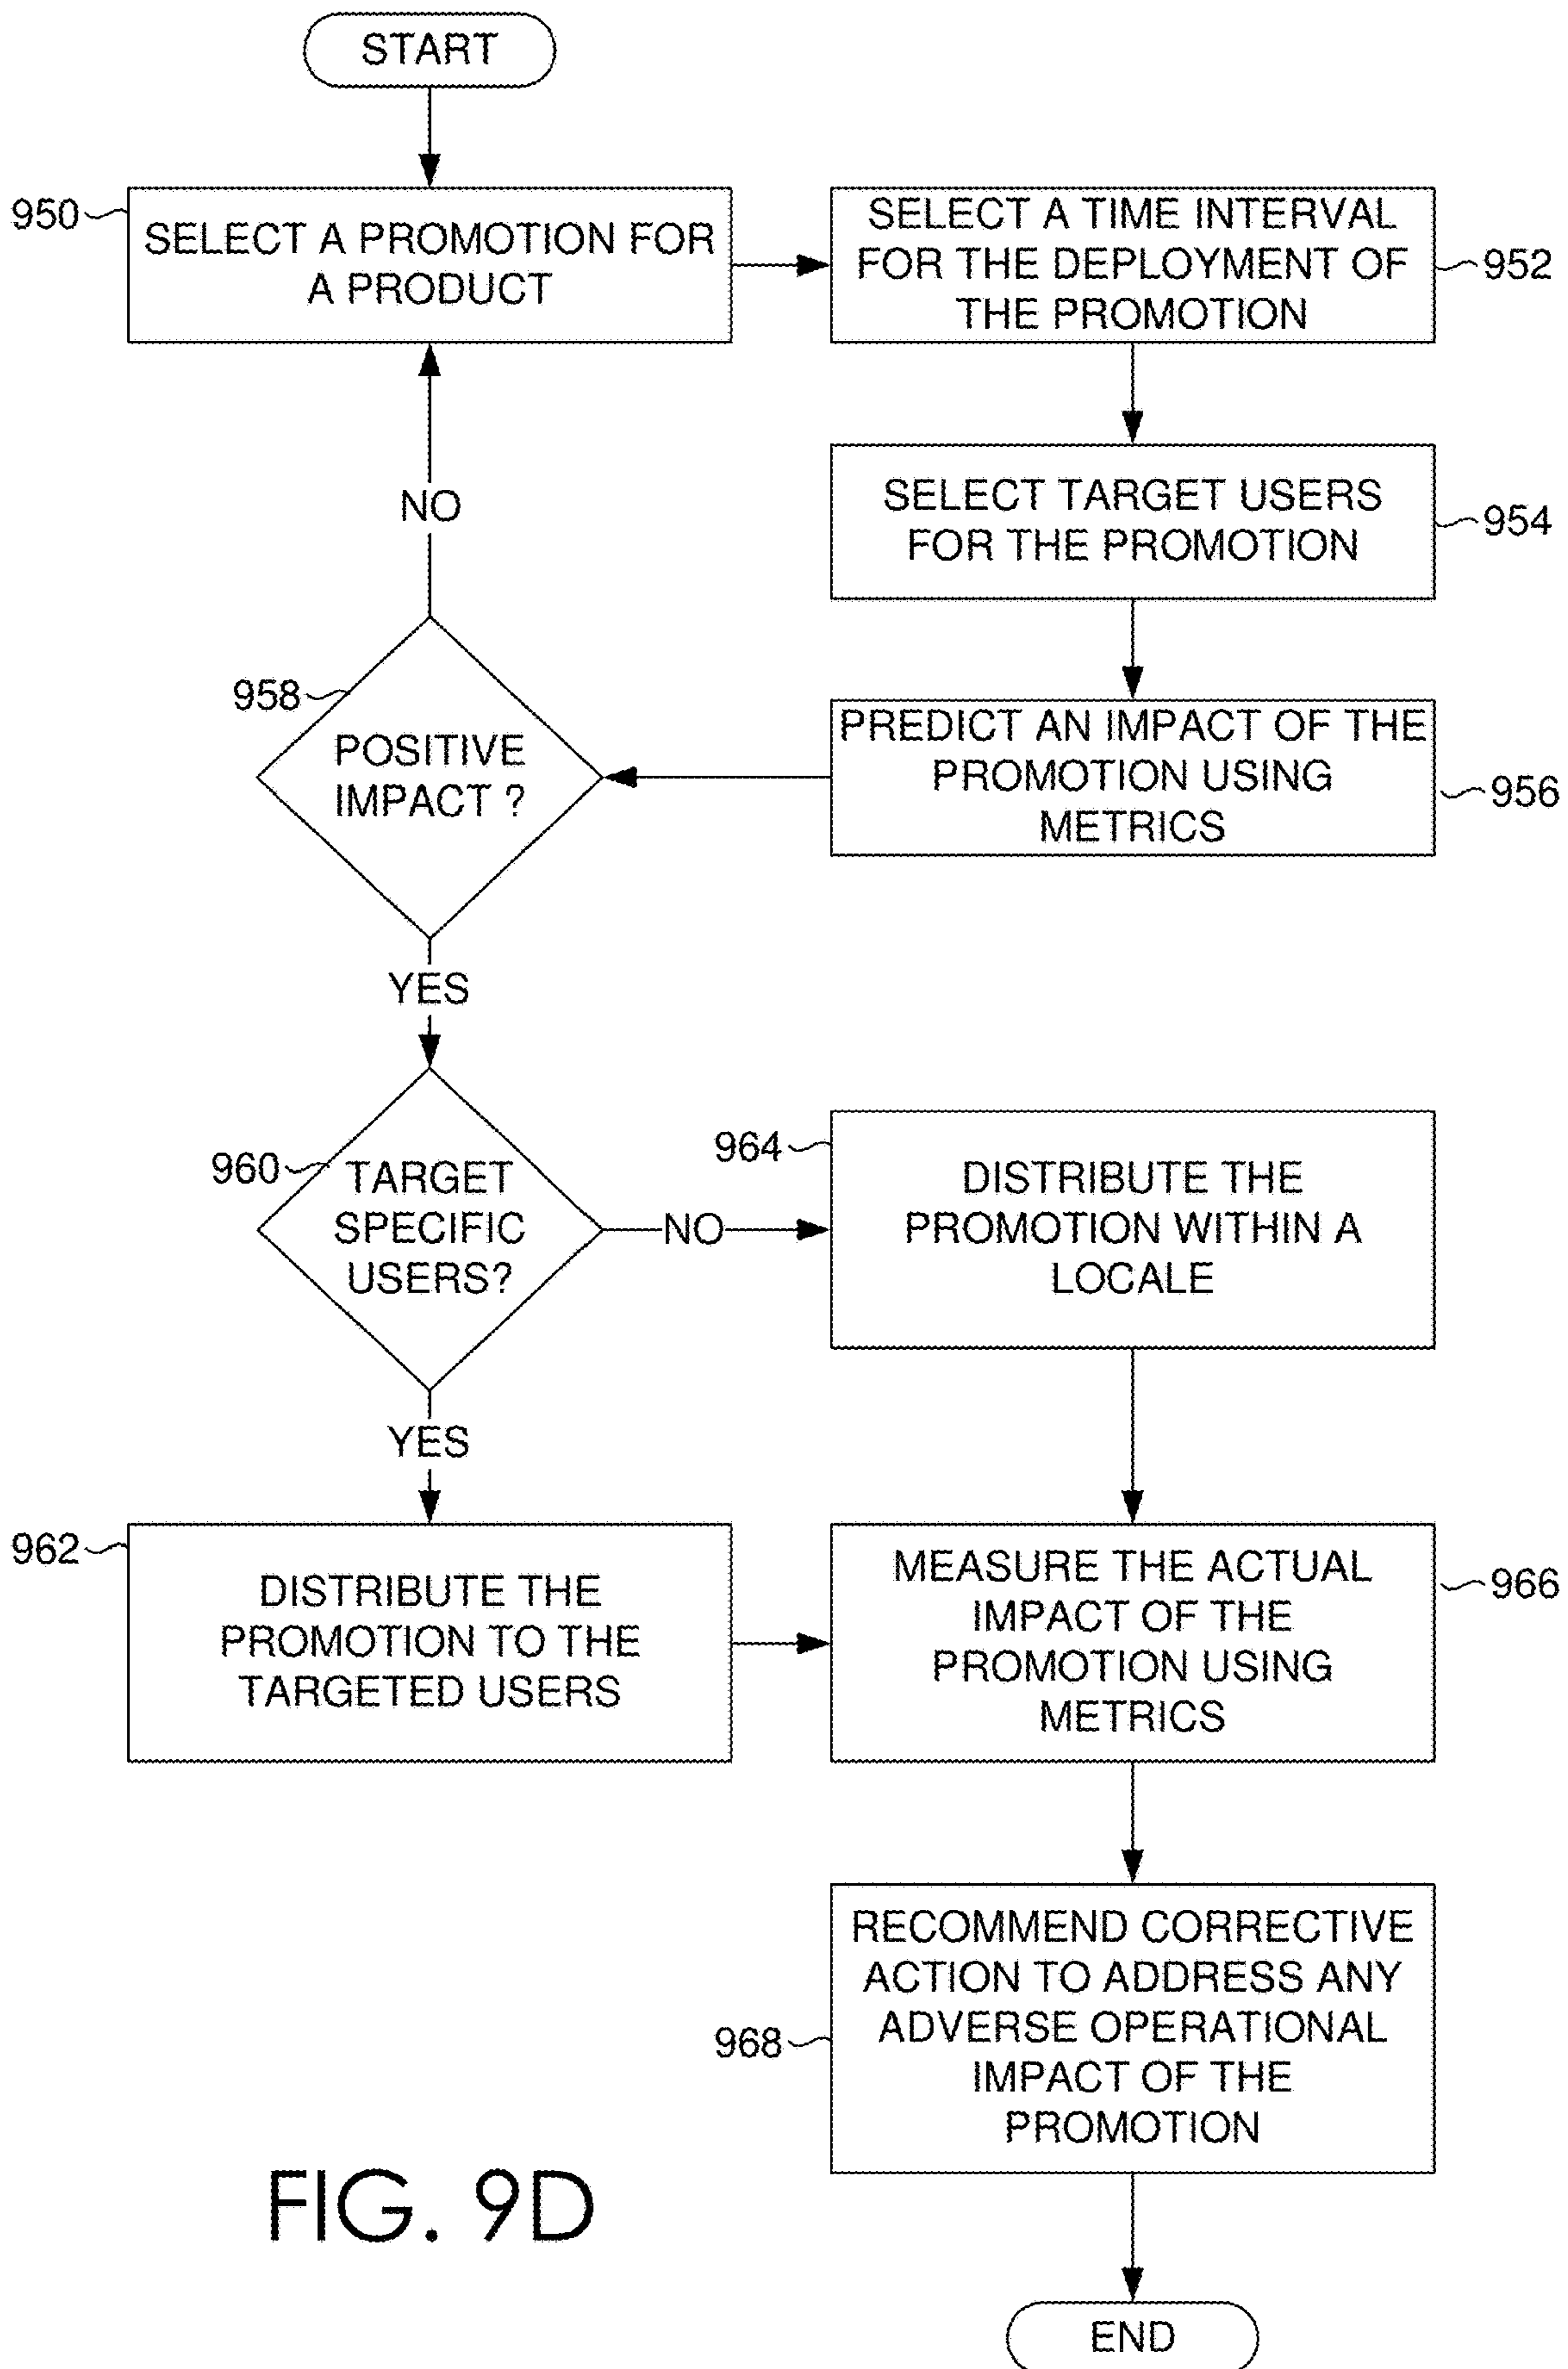 START
950
SELECT A PROMOTION FOR
A PRODUCT
SELECT A TIME INTERVAL
FOR THE DEPLOYMENT OF
THE PROMOTION
952
SELECT TARGET USERS
FOR THE PROMOTION
954
NO
PREDICT AN IMPACT OF THE
PROMOTION USING
METRICS
956
958
POSITIVE
IMPACT ?
YES
960
TARGET
SPECIFIC
USERS?
NO
964
DISTRIBUTE THE
PROMOTION WITHIN A
LOCALE
YES
962
DISTRIBUTE THE
PROMOTION TO THE
TARGETED USERS
MEASURE THE ACTUAL
IMPACT OF THE
PROMOTION USING
METRICS
966
968
RECOMMEND CORRECTIVE
ACTION TO ADDRESS ANY
ADVERSE OPERATIONAL
IMPACT OF THE
PROMOTION
FIG. 9D
END